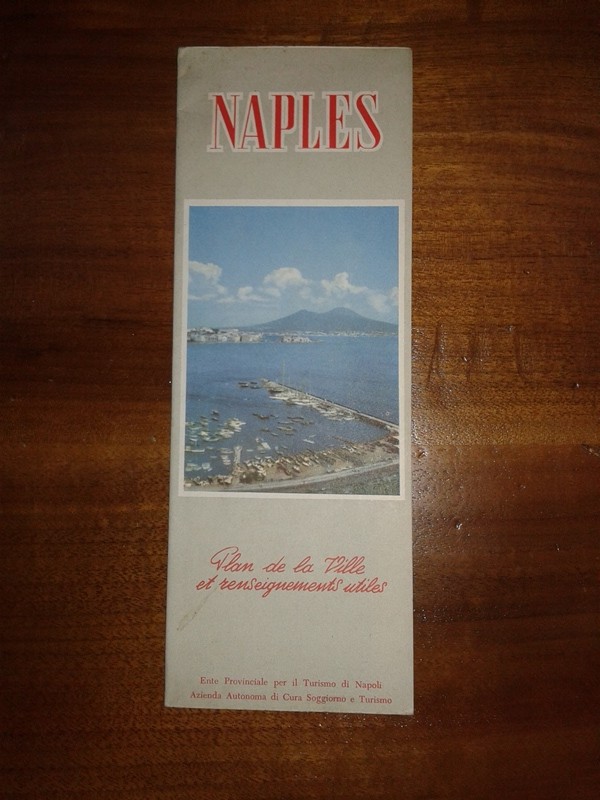 NAPLES
Plan de la Ville
et renseignements utiles
Ente Provinciale per il Turismo di Napoli
Azienda Autonoma di Cura Soggiorno e Turismo